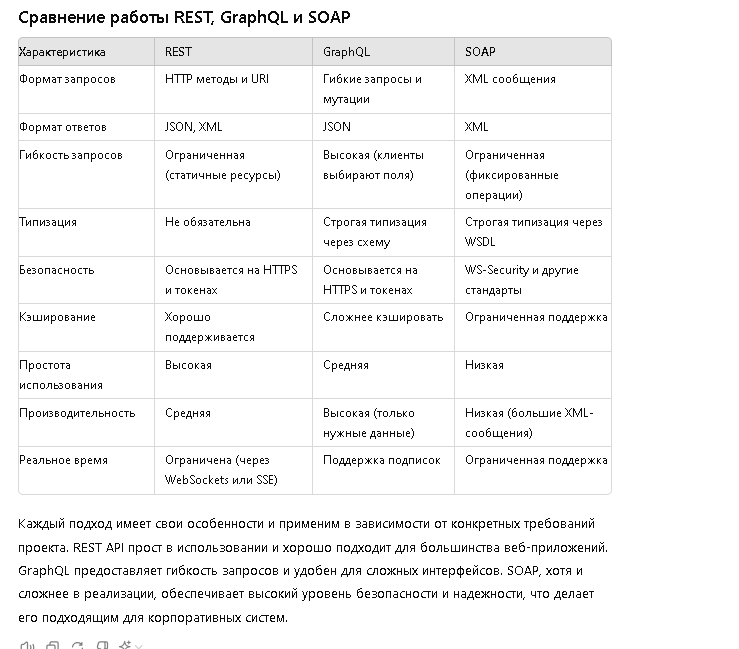 Сравнение работы REST, GraphQL и SOAP
Характеристика REST GraphQL SOAP
Формат запросов HTTP методы и URI Гибкие запросы и XML сообщения
мутации
Формат ответов JSON, XML JSON XML
Гибкость запросов Ограниченная Высокая (клиенты Ограниченная
(статичные ресурсы) выбирают поля) (фиксированные
операции)
Типизация Не обязательна Строгая типизация Строгая типизация через
через схему WSDL
Безопасность Основывается на HTTPS Основывается на WS-Security и другие
и токенах HTTPS и токенах стандарты
Кэширование Хорошо Сложнее кэшировать Ограниченная поддержка
поддерживается
Простота Высокая Средняя Низкая
использования
Производительность Средняя Высокая (только Низкая (большие XML-
нужные данные) сообщения)
Реальное время Ограничена (через Поддержка подписок Ограниченная поддержка
WebSockets или SSE)
Каждый подход имеет свои особенности и применим в зависимости от конкретных требований
проекта. REST API прост в использовании и хорошо подходит для большинства веб-приложений.
GraphQL предоставляет гибкость запросов и удобен для сложных интерфейсов. SOAP, хотя и
сложнее в реализации, обеспечивает высокий уровень безопасности и надежности, что делает
его подходящим для корпоративных систем.